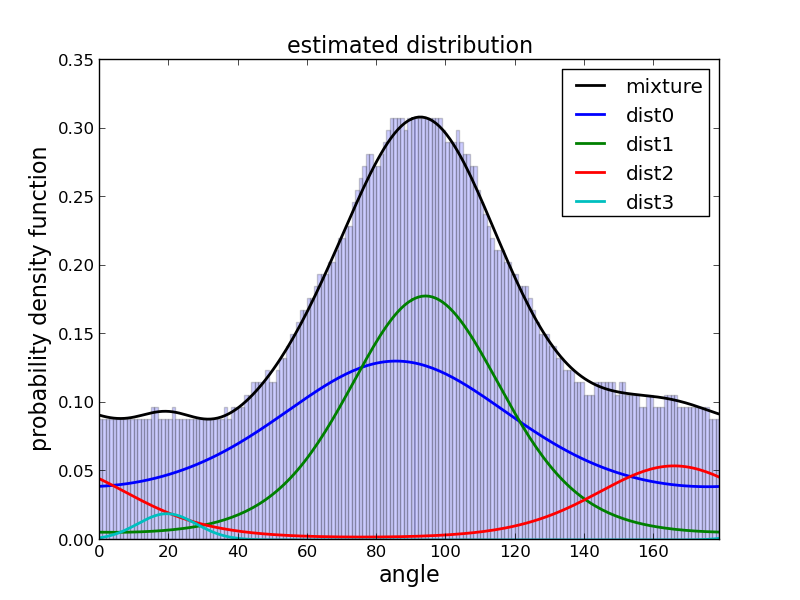 estimated distribution
0.35
0.30
0.25
0.20
0.15
0.10
0.05
0.00
probability density function
mixture
dist0
dist1
dist2
dist3
0 20 40 60 80 100 120 140 160
angle